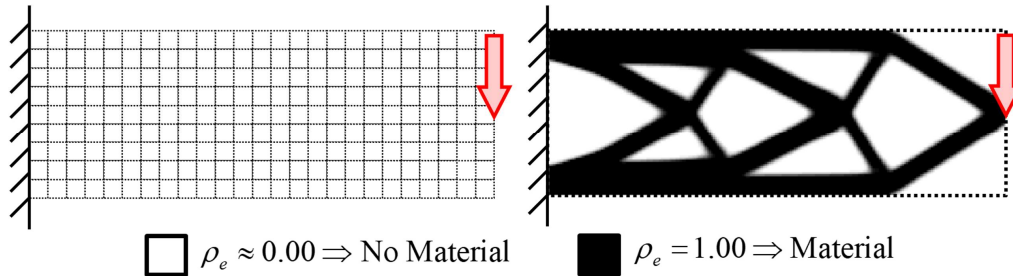 ρₑ ≈ 0.00 ⇒ No Material
ρₑ = 1.00 ⇒ Material